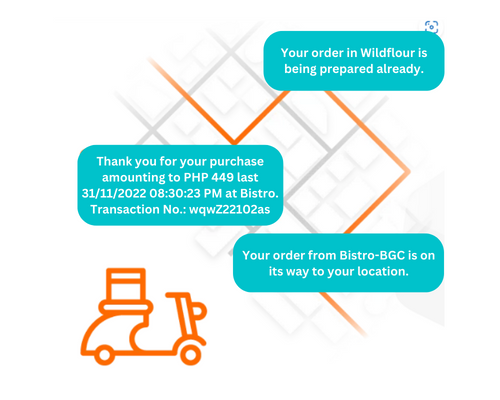 Your order in Wildflour is
being prepared already.
Thank you for your purchase
amounting to PHP 449 last
31/11/2022 08:30:23 PM at Bistro.
Transaction No.: wqwZ22102as
Your order from Bistro-BGC is on
its way to your location.